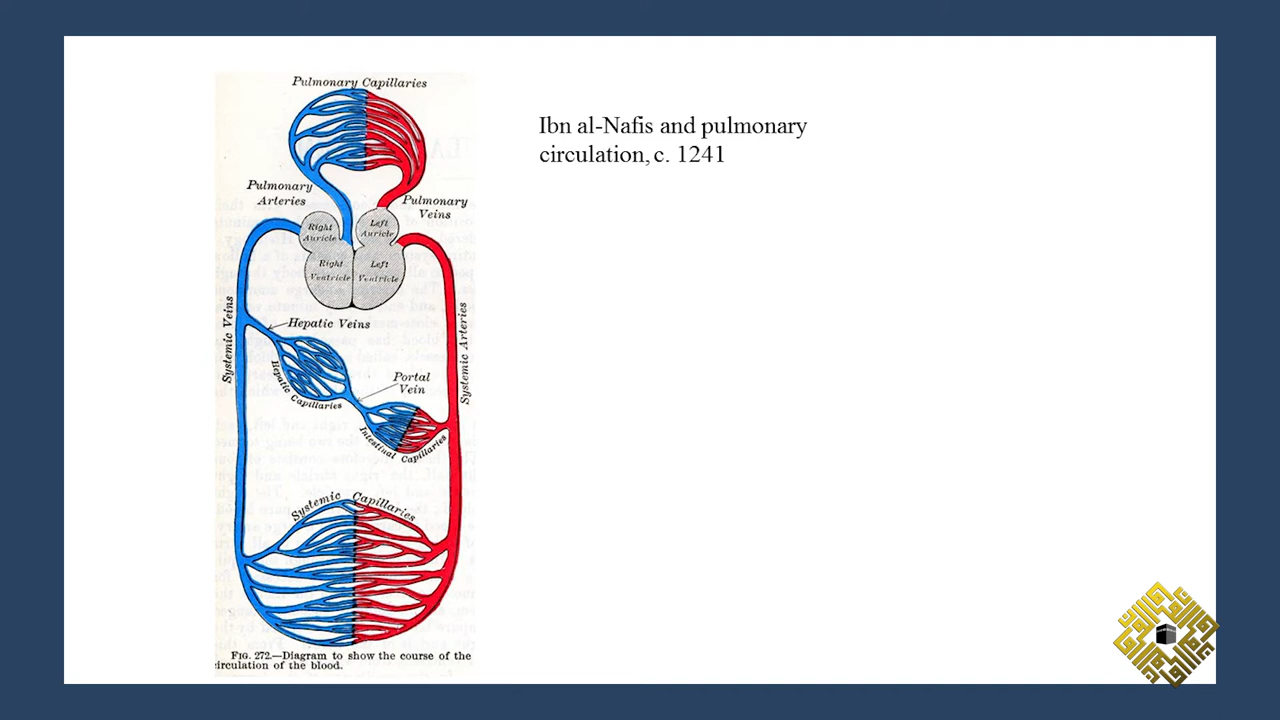 Pulmonary Capillaries
Ibn al-Nafis and pulmonary
circulation, c. 1241
Pulmonary
Arteries
Pulmonary
Veins
Right
Auricle
Left
Auricle
Right
Ventricle
Left
Ventricle
Systemic Veins
Hepatic Veins
Systemic Arteries
Hepatic Capillaries
Portal
Vein
Intestinal Capillaries
Systemic Capillaries
FIG. 272.—Diagram to show the course of the
circulation of the blood.